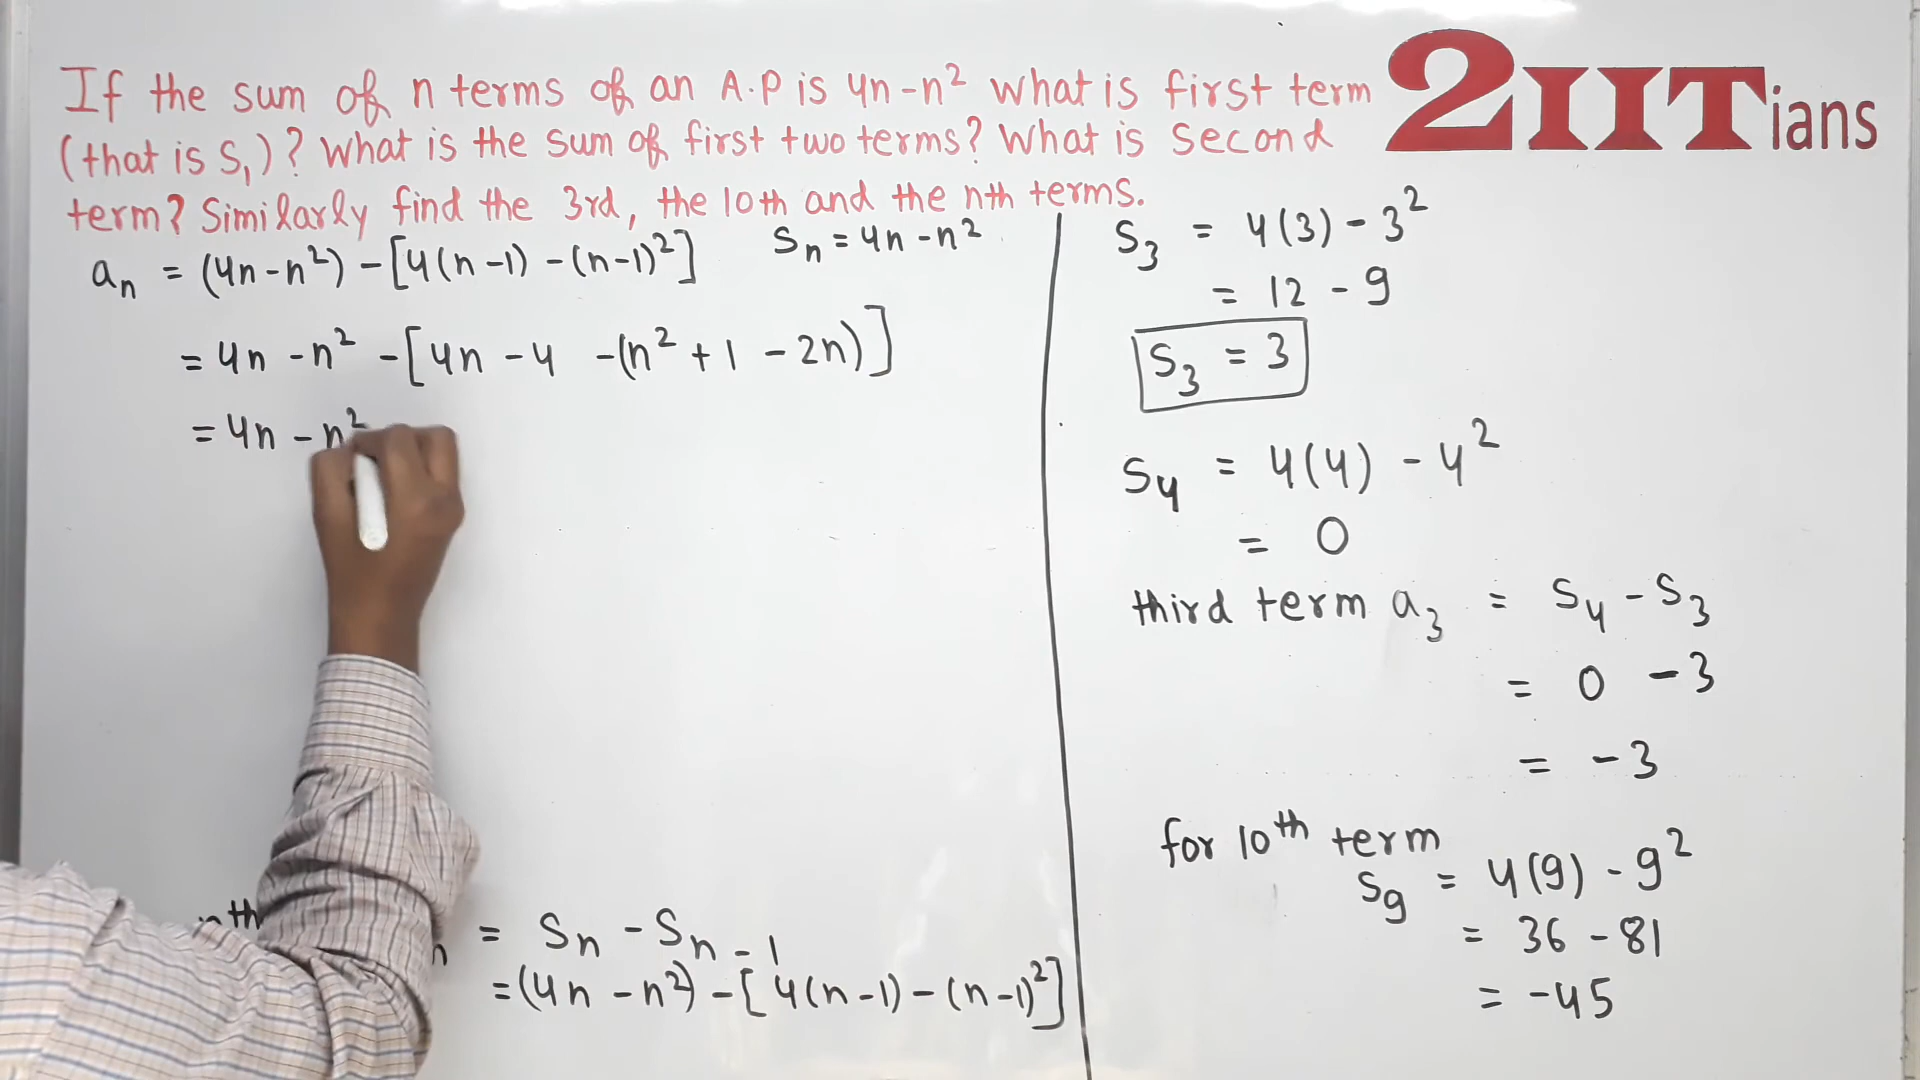 If the sum of n terms of an A.P is 4n-n² what is first term
(that is S₁)? What is the sum of first two terms? What is second
term? Similarly find the 3rd, the 10th and the nth terms.
2IITians
Sₙ = 4n-n²
aₙ = (4n-n²) - [4(n-1) - (n-1)²]
= 4n - n² - [4n - 4 - (n² + 1 - 2n)]
= 4n - n²
nth
n = Sₙ - Sₙ₋₁
= (4n - n²) - [4(n-1) - (n-1)²]
S₃ = 4(3) - 3²
= 12 - 9
S₃ = 3
S₄ = 4(4) - 4²
= 0
third term a₃ = S₄ - S₃
= 0 - 3
= -3
for 10th term
S₉ = 4(9) - 9²
= 36 - 81
= -45